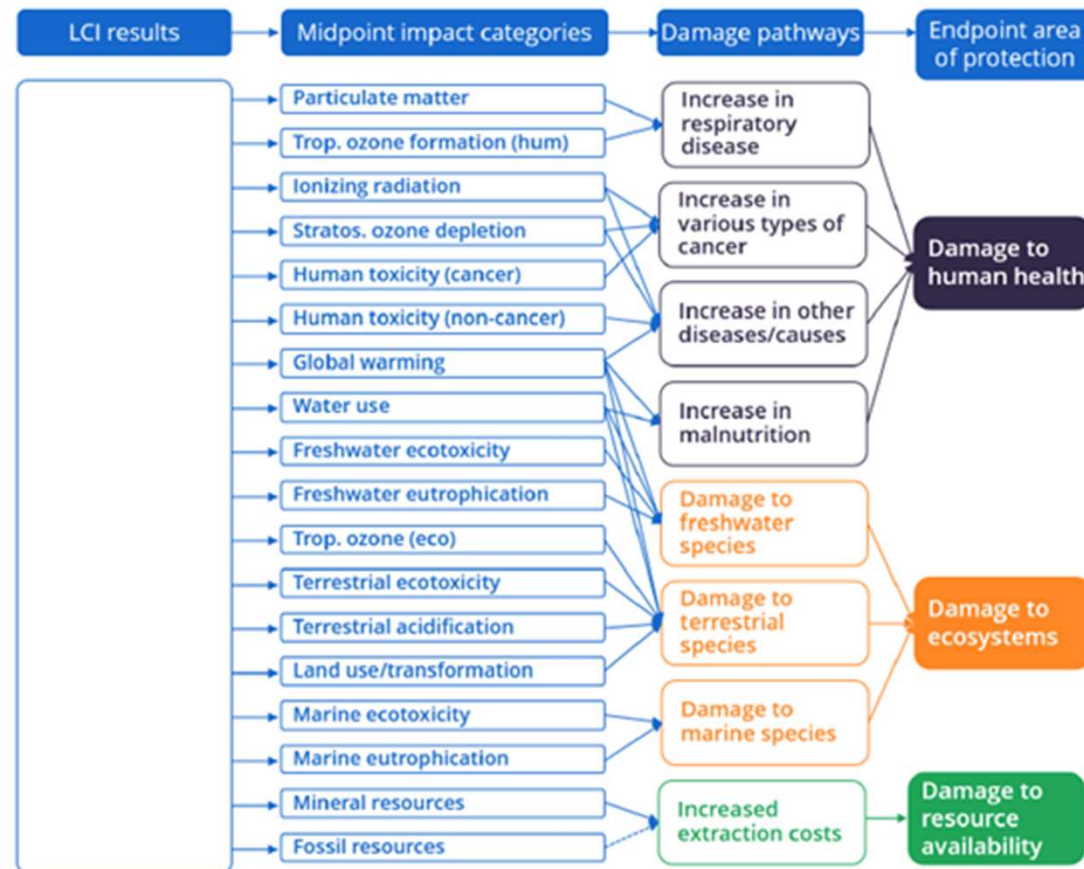 LCI results
Midpoint impact categories
Damage pathways
Endpoint area
of protection
Particulate matter
Trop. ozone formation (hum)
Ionizing radiation
Stratos. ozone depletion
Human toxicity (cancer)
Human toxicity (non-cancer)
Global warming
Water use
Freshwater ecotoxicity
Freshwater eutrophication
Trop. ozone (eco)
Terrestrial ecotoxicity
Terrestrial acidification
Land use/transformation
Marine ecotoxicity
Marine eutrophication
Mineral resources
Fossil resources
Increase in
respiratory
disease
Increase in
various types of
cancer
Increase in other
diseases/causes
Increase in
malnutrition
Damage to
freshwater
species
Damage to
terrestrial
species
Damage to
marine species
Increased
extraction costs
Damage to
human health
Damage to
ecosystems
Damage to
resource
availability